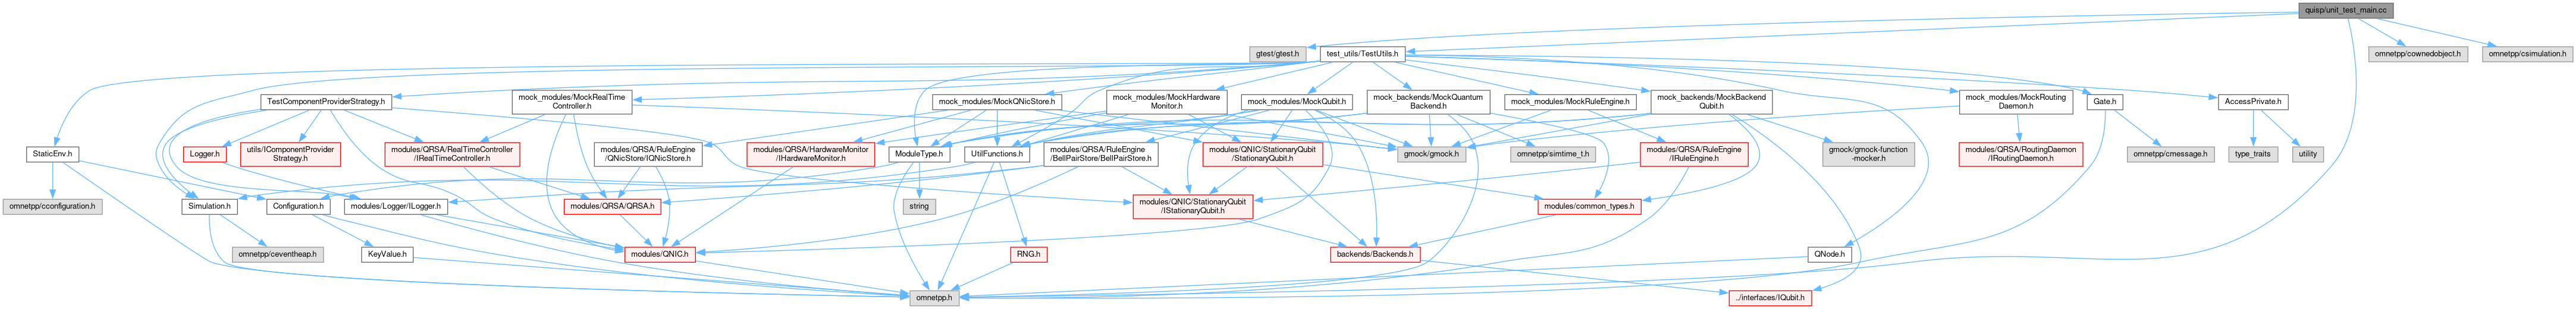 quisp/unit_test_main.cc
gtest/gtest.h
test_utils/TestUtils.h
omnetpp/cownedobject.h
omnetpp/csimulation.h
TestComponentProviderStrategy.h
mock_modules/MockRealTime
Controller.h
mock_modules/MockQNicStore.h
mock_modules/MockHardware
Monitor.h
mock_modules/MockQubit.h
mock_backends/MockQuantum
Backend.h
mock_modules/MockRuleEngine.h
mock_backends/MockBackend
Qubit.h
mock_modules/MockRouting
Daemon.h
Gate.h
AccessPrivate.h
StaticEnv.h
Logger.h
utils/IComponentProvider
Strategy.h
modules/QRSA/RealTimeController
/IRealTimeController.h
modules/QRSA/RuleEngine
/QNicStore/IQNicStore.h
modules/QRSA/HardwareMonitor
/IHardwareMonitor.h
ModuleType.h
UtilFunctions.h
modules/QRSA/RuleEngine
/BellPairStore/BellPairStore.h
modules/QNIC/StationaryQubit
/StationaryQubit.h
gmock/gmock.h
omnetpp/simtime_t.h
modules/QRSA/RuleEngine
/IRuleEngine.h
gmock/gmock-function
-mocker.h
modules/QRSA/RoutingDaemon
/IRoutingDaemon.h
omnetpp/cmessage.h
type_traits
utility
omnetpp/cconfiguration.h
Simulation.h
Configuration.h
modules/Logger/ILogger.h
modules/QRSA/QRSA.h
string
modules/QNIC/StationaryQubit
/IStationaryQubit.h
modules/common_types.h
omnetpp/ceventheap.h
KeyValue.h
modules/QNIC.h
RNG.h
backends/Backends.h
QNode.h
omnetpp.h
../interfaces/IQubit.h